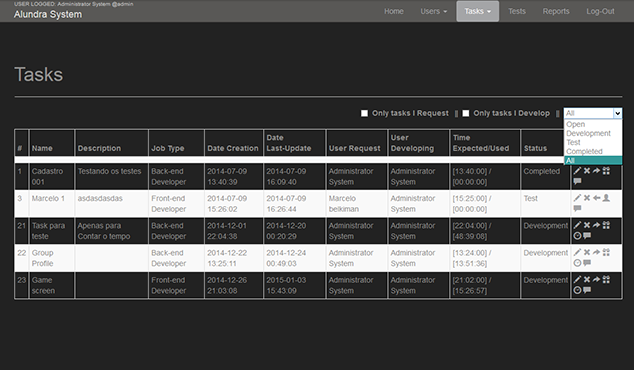 USER LOGGED: Administrator System @admin
Alundra System
Home Users Tasks Tests Reports Log-Out
Tasks
Only tasks I Request || Only tasks I Develop || All
Open
Development
Test
Completed
All
# Name Description Job Type Date Creation Date Last-Update User Request User Developing Time Expected/Used Status
1 Cadastro 001 Testando os testes Back-end Developer 2014-07-09 13:40:39 2014-07-09 16:09:40 Administrator System Administrator System [13:40:00] / [00:00:00] Completed
3 Marcelo 1 asdasdasdas Front-end Developer 2014-07-09 15:26:02 2014-07-09 16:26:44 Marcelo belkiman Administrator System [15:25:00] / [00:00:00] Test
21 Task para teste Apenas para Contar o tempo Back-end Developer 2014-12-01 22:04:38 2014-12-20 00:20:29 Administrator System Administrator System [22:04:00] / [48:39:08] Development
22 Group Profile Back-end Developer 2014-12-22 13:25:11 2014-12-24 00:49:03 Administrator System Administrator System [13:24:00] / [13:51:36] Development
23 Game screen Front-end Developer 2014-12-26 21:03:08 2015-01-03 15:43:09 Administrator System Administrator System [21:02:00] / [15:26:57] Development